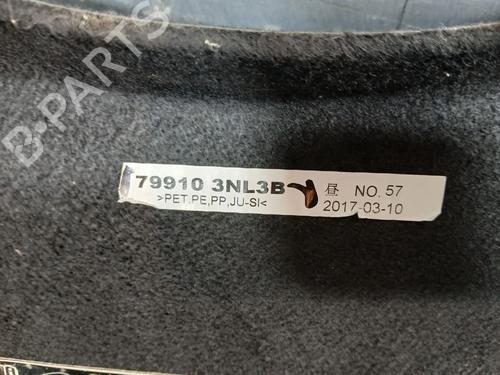 B-PARTS
79910 3NL3B
昼 NO. 57
>PET,PE,PP,JU-SI<
2017-03-10